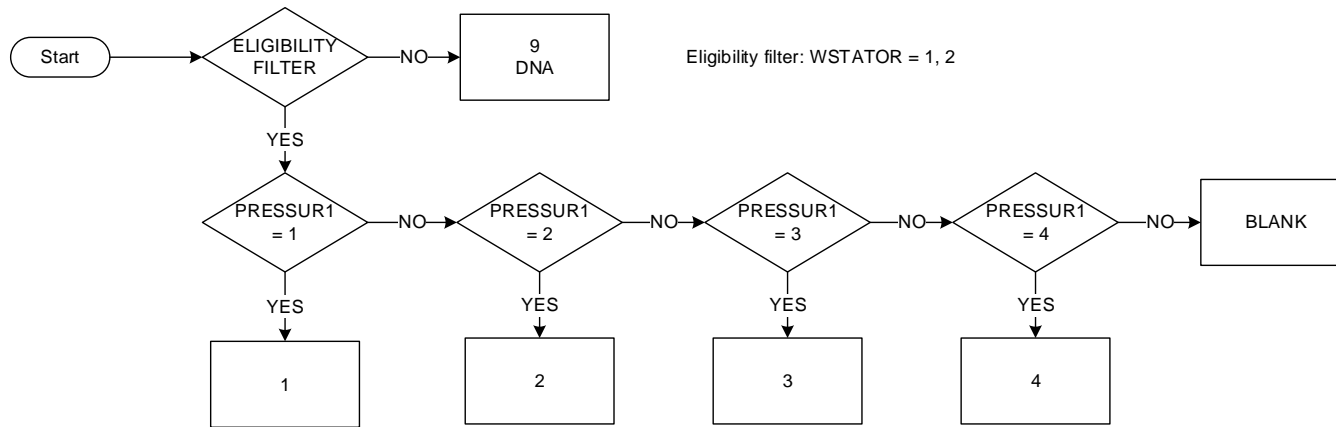 Start
ELIGIBILITY
FILTER
NO
9
DNA
Eligibility filter: WSTATOR = 1, 2
YES
PRESSUR1
= 1
NO
PRESSUR1
= 2
NO
PRESSUR1
= 3
NO
PRESSUR1
= 4
NO
BLANK
YES
YES
YES
YES
1
2
3
4